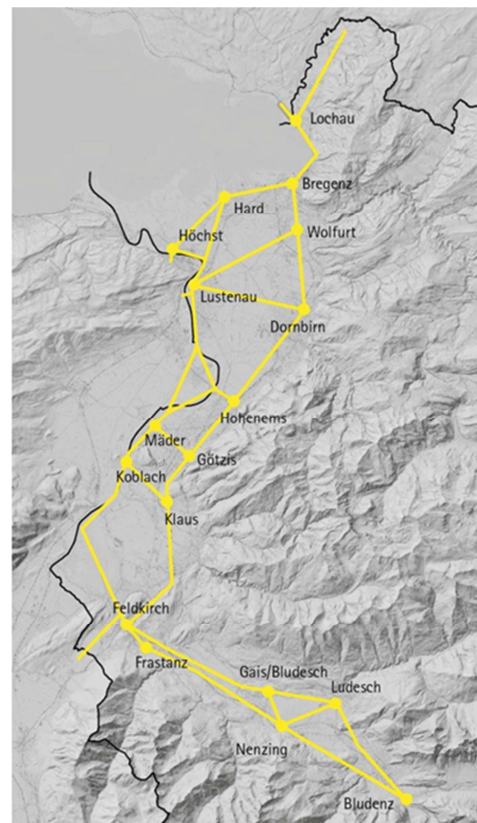 Lochau
Bregenz
Hard
Wolfurt
Höchst
Lustenau
Dornbirn
Hohenems
Mäder
Götzis
Koblach
Klaus
Feldkirch
Frastanz
Gais/Bludesch
Ludesch
Nenzing
Bludenz